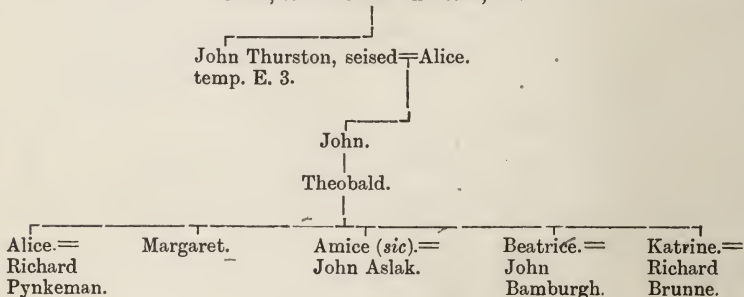 John Thurston, seised=Alice.
temp. E. 3.
John.
Theobald.
Alice.= Margaret. Amice (sic).= Beatrice.= Katrine.=
Richard John Aslak. John Richard
Pynkeman. Bamburgh. Brunne.